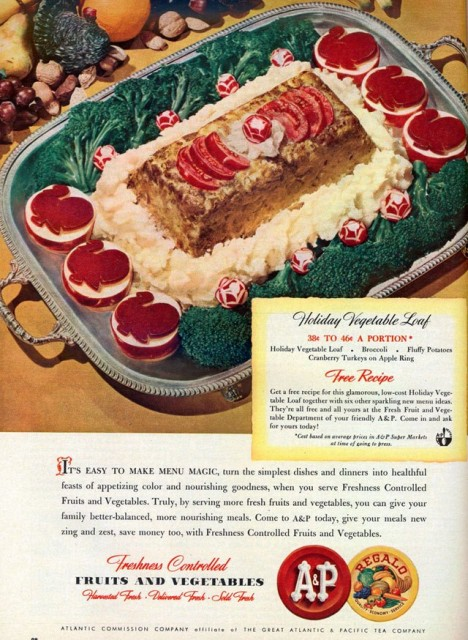 Holiday Vegetable Loaf
38¢ TO 46¢ A PORTION*
Holiday Vegetable Loaf • Broccoli • Fluffy Potatoes
Cranberry Turkeys on Apple Ring
Free Recipe
Get a free recipe for this glamorous, low-cost Holiday Vege-
table Loaf together with six other sparkling new menu ideas.
They're all free and all yours at the Fresh Fruit and Vege-
table Department of your friendly A&P. Come in and ask
for yours today!
*Cost based on average prices in A&P Super Markets
at time of going to press.
IT'S EASY TO MAKE MENU MAGIC, turn the simplest dishes and dinners into healthful
feasts of appetizing color and nourishing goodness, when you serve Freshness Controlled
Fruits and Vegetables. Truly, by serving more fresh fruits and vegetables, you can give your
family better-balanced, more nourishing meals. Come to A&P today, give your meals new
zing and zest, save money too, with Freshness Controlled Fruits and Vegetables.
Freshness Controlled
FRUITS AND VEGETABLES
Harvested Fresh - Delivered Fresh - Sold Fresh
A&P
REGALO
ATLANTIC COMMISSION COMPANY affiliate of THE GREAT ATLANTIC & PACIFIC TEA COMPANY